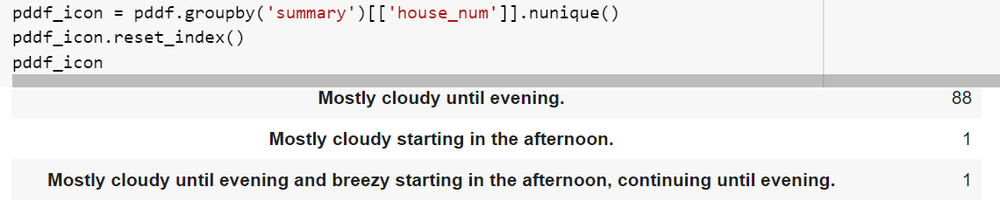 pddf_icon = pddf.groupby('summary')[['house_num']].nunique()
pddf_icon.reset_index()
pddf_icon
Mostly cloudy until evening. 88
Mostly cloudy starting in the afternoon. 1
Mostly cloudy until evening and breezy starting in the afternoon, continuing until evening. 1